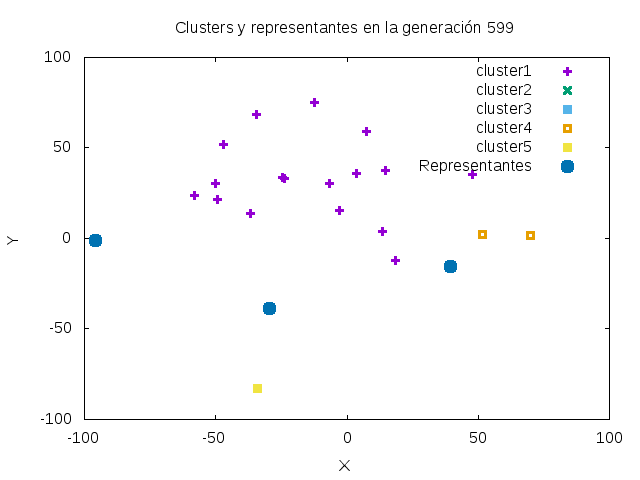 Clusters y representantes en la generación 599
100
50
0
-50
-100
-100
-50
0
50
100
Y
X
cluster1
cluster2
cluster3
cluster4
cluster5
Representantes